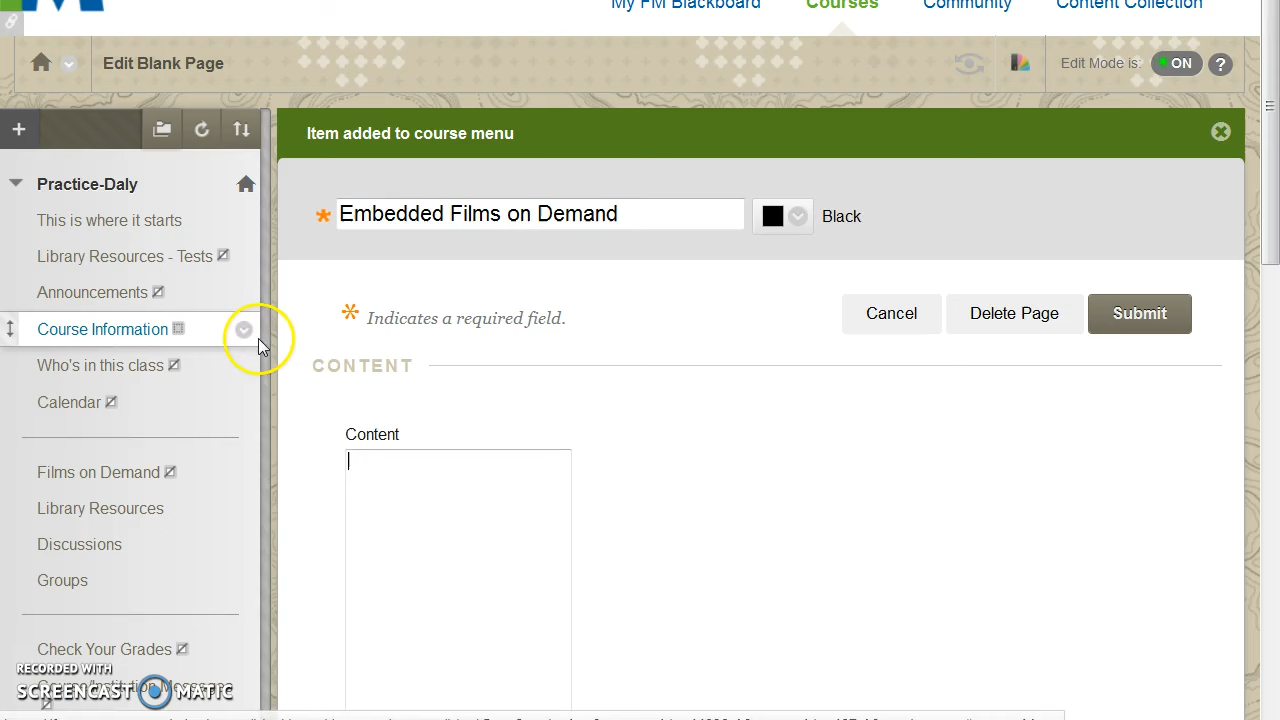 My FM Blackboard
Courses
Community
Content Collection
Edit Blank Page
Edit Mode is:
ON
?
Item added to course menu
Practice-Daly
This is where it starts
Library Resources - Tests
Announcements
Course Information
Who's in this class
Calendar
Films on Demand
Library Resources
Discussions
Groups
Check Your Grades
* Embedded Films on Demand
Black
* Indicates a required field.
Cancel
Delete Page
Submit
CONTENT
Content
RECORDED WITH
SCREENCAST MATIC